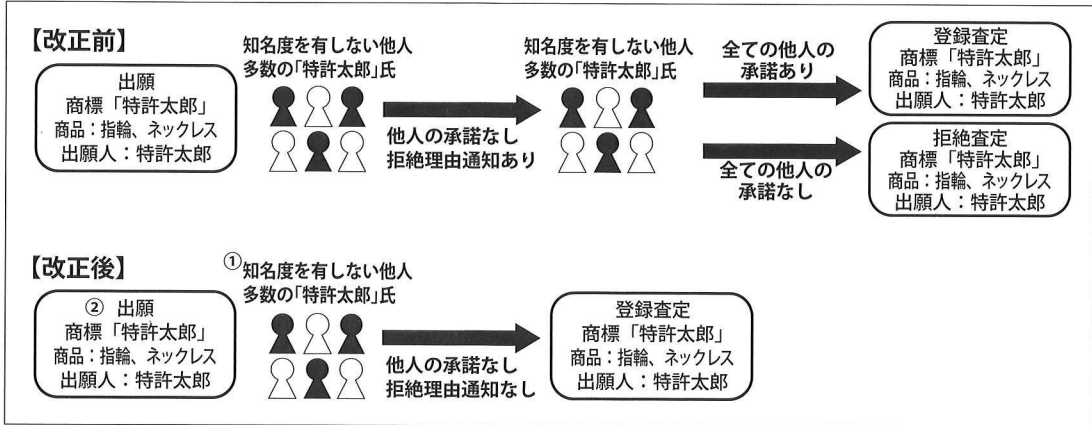 【改正前】
出願
商標「特許太郎」
商品：指輪、ネックレス
出願人：特許太郎
知名度を有しない他人
多数の「特許太郎」氏
他人の承諾なし
拒絶理由通知あり
知名度を有しない他人
多数の「特許太郎」氏
全ての他人の
承諾あり
全ての他人の
承諾なし
登録査定
商標「特許太郎」
商品：指輪、ネックレス
出願人：特許太郎
拒絶査定
商標「特許太郎」
商品：指輪、ネックレス
出願人：特許太郎
【改正後】
② 出願
商標「特許太郎」
商品：指輪、ネックレス
出願人：特許太郎
①知名度を有しない他人
多数の「特許太郎」氏
他人の承諾なし
拒絶理由通知なし
登録査定
商標「特許太郎」
商品：指輪、ネックレス
出願人：特許太郎